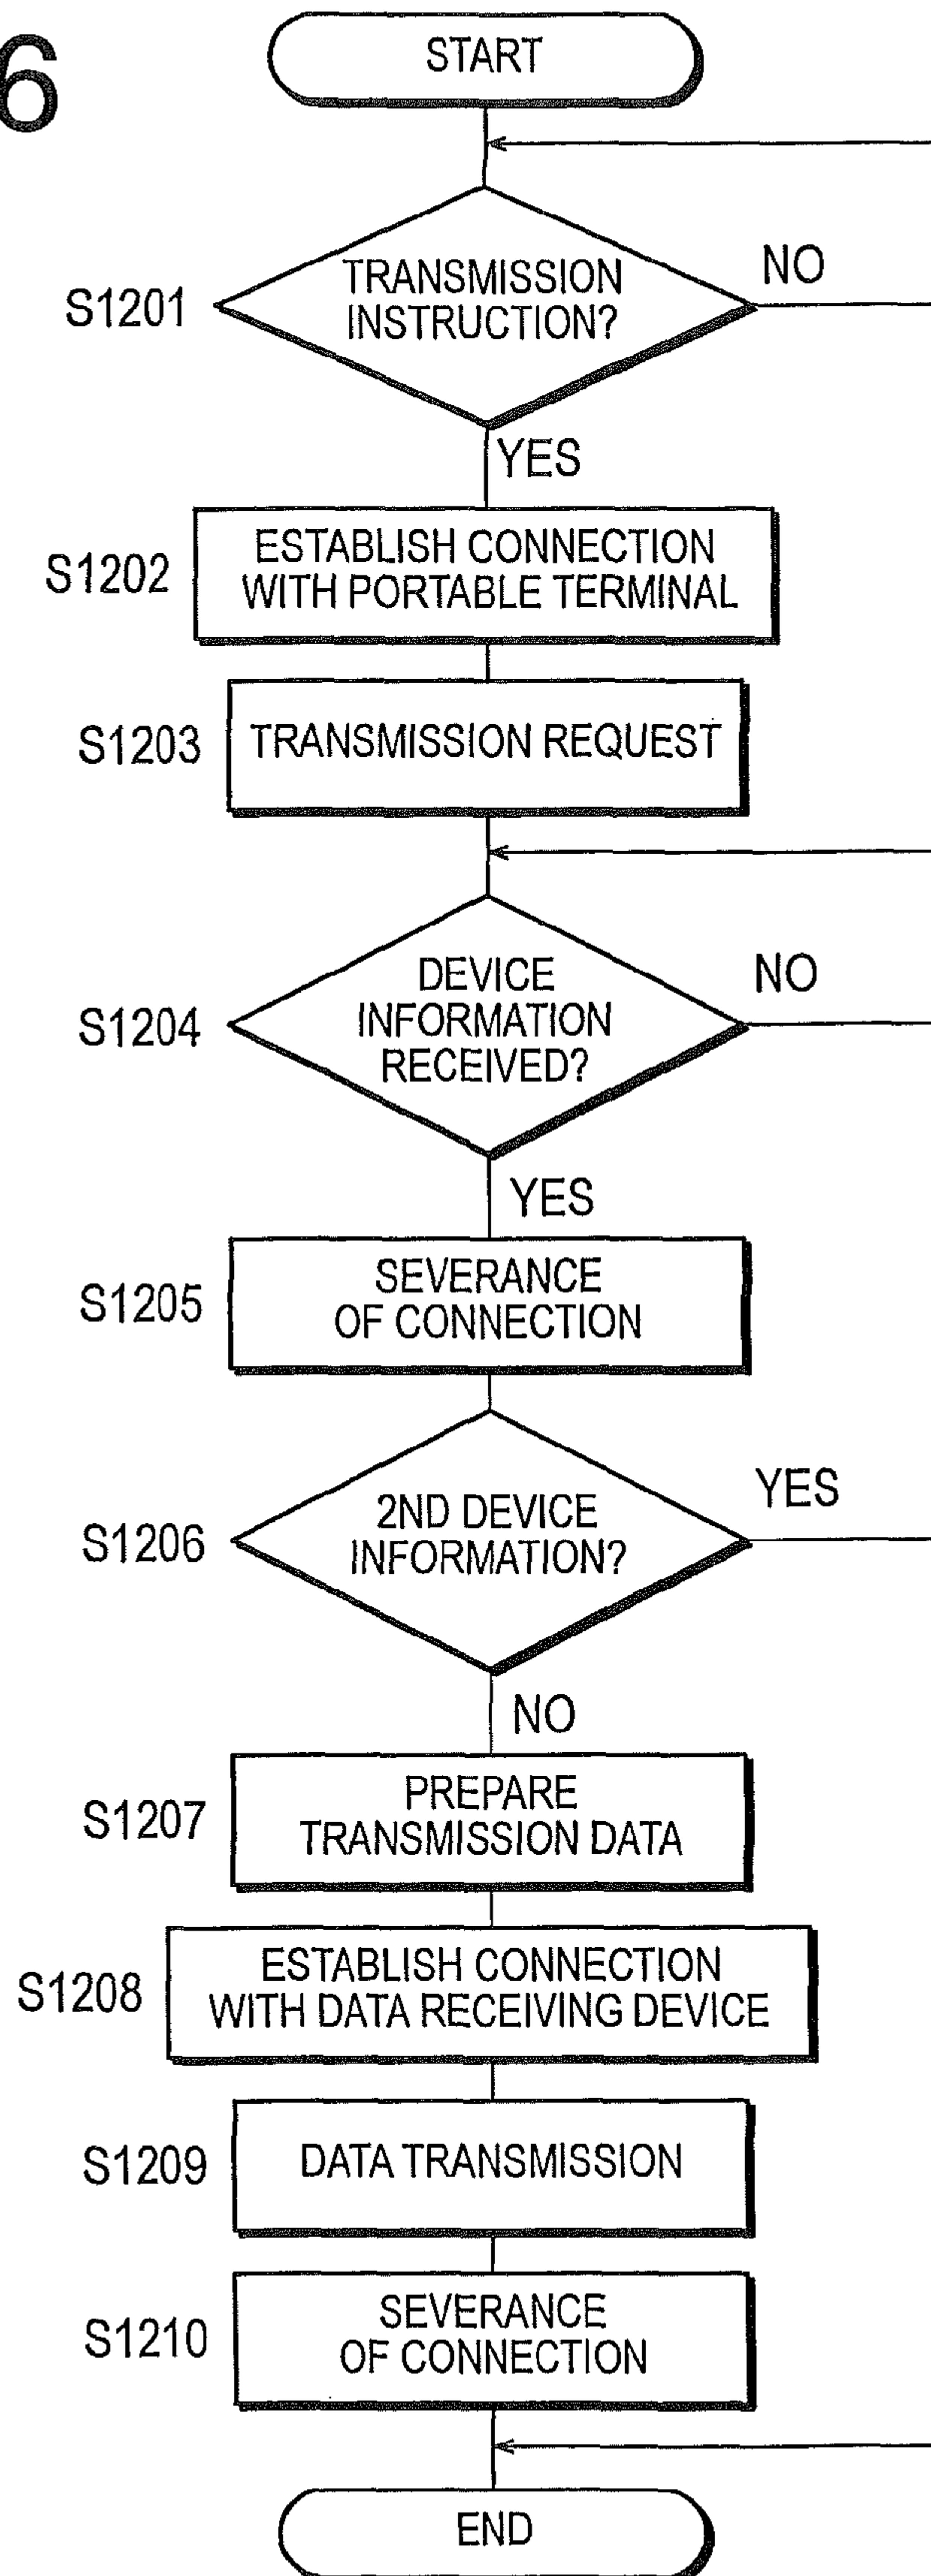 6
START
TRANSMISSION
INSTRUCTION?
NO
S1201
YES
ESTABLISH CONNECTION
WITH PORTABLE TERMINAL
S1202
TRANSMISSION REQUEST
S1203
DEVICE
INFORMATION
RECEIVED?
NO
S1204
YES
SEVERANCE
OF CONNECTION
S1205
2ND DEVICE
INFORMATION?
YES
S1206
NO
PREPARE
TRANSMISSION DATA
S1207
ESTABLISH CONNECTION
WITH DATA RECEIVING DEVICE
S1208
DATA TRANSMISSION
S1209
SEVERANCE
OF CONNECTION
S1210
END